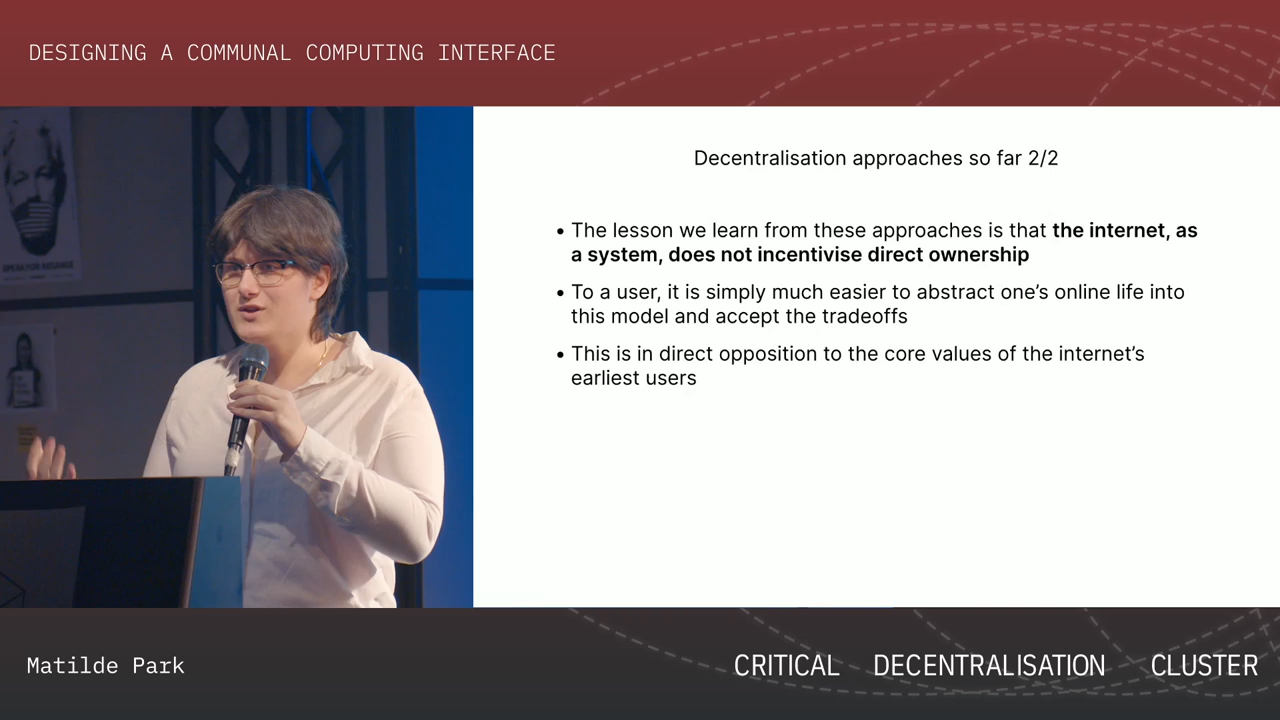 DESIGNING A COMMUNAL COMPUTING INTERFACE
Decentralisation approaches so far 2/2
• The lesson we learn from these approaches is that the internet, as
a system, does not incentivise direct ownership
• To a user, it is simply much easier to abstract one’s online life into
this model and accept the tradeoffs
• This is in direct opposition to the core values of the internet’s
earliest users
Matilde Park
CRITICAL DECENTRALISATION CLUSTER